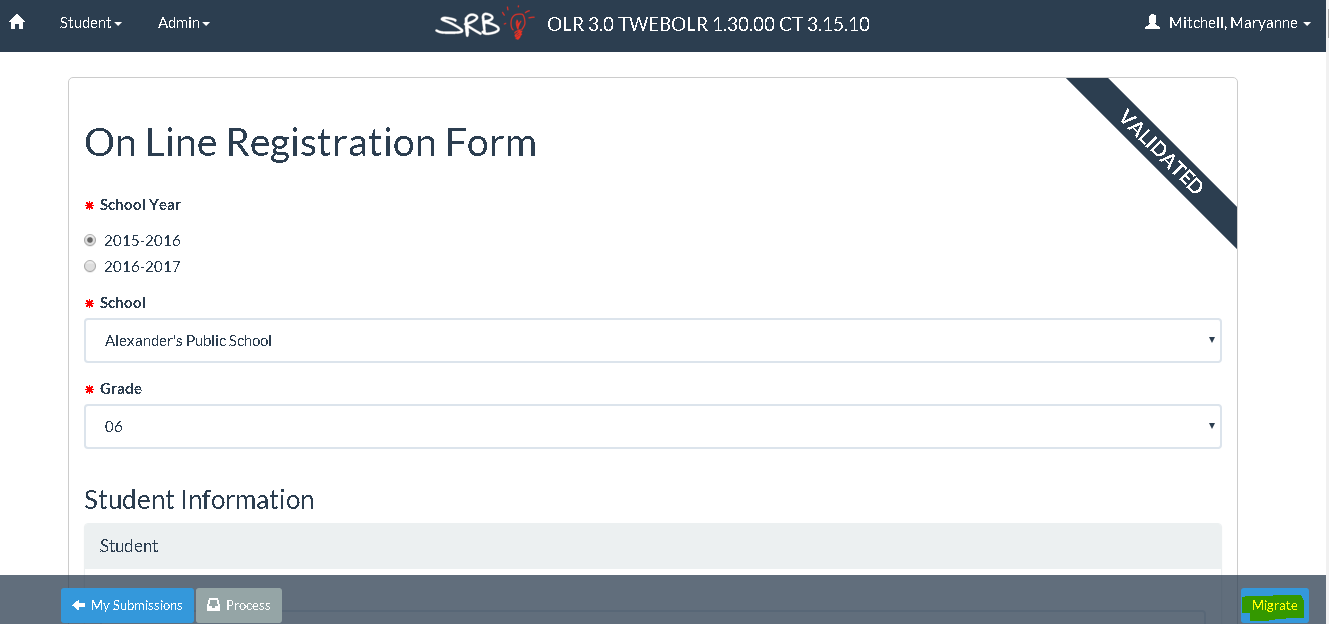 Student Admin SRB OLR 3.0 TWEBOLR 1.30.00 CT 3.15.10 Mitchell, Maryanne
VALIDATED
On Line Registration Form
* School Year
2015-2016
2016-2017
* School
Alexander's Public School
* Grade
06
Student Information
Student
My Submissions Process Migrate